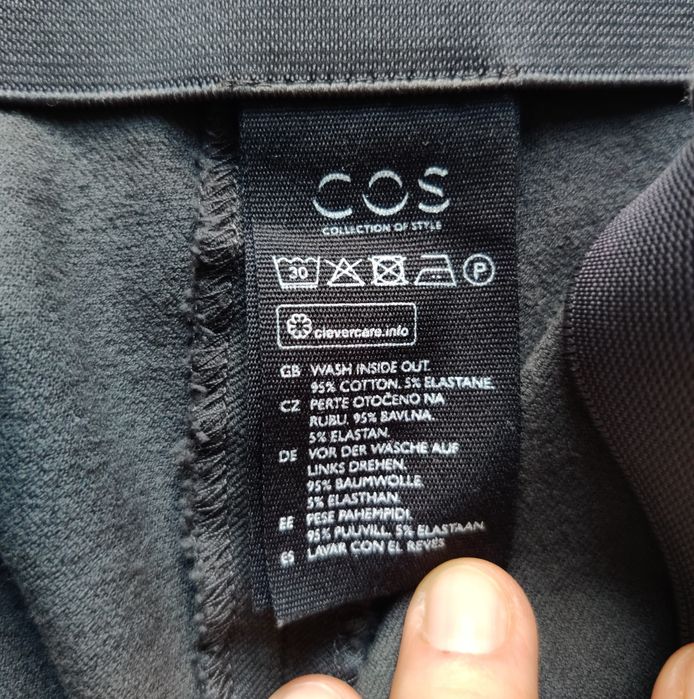 COS
COLLECTION OF STYLE
30 P
clevercare.info
GB WASH INSIDE OUT.
95% COTTON. 5% ELASTANE.
CZ PERTE OTOČENO NA
RUBU. 95% BAVLNA.
5% ELASTAN.
DE VOR DER WÄSCHE AUF
LINKS DREHEN.
95% BAUMWOLLE.
5% ELASTHAN.
EE PESE PAHEMPIDI.
95% PUUVILL. 5% ELASTAAN.
ES LAVAR CON EL REVÉS